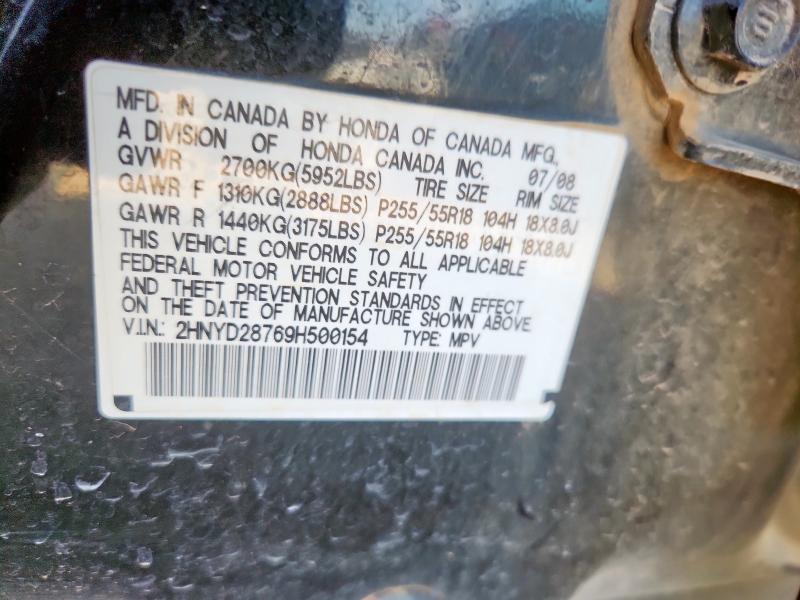 MFD. IN CANADA BY HONDA OF CANADA MFG.,
A DIVISION OF HONDA CANADA INC. 07/08
GVWR 2700KG(5952LBS) TIRE SIZE RIM SIZE
GAWR F 1310KG(2888LBS) P255/55R18 104H 18X8.0J
GAWR R 1440KG(3175LBS) P255/55R18 104H 18X8.0J
THIS VEHICLE CONFORMS TO ALL APPLICABLE
FEDERAL MOTOR VEHICLE SAFETY
AND THEFT PREVENTION STANDARDS IN EFFECT
ON THE DATE OF MANUFACTURE SHOWN ABOVE.
V.I.N.: 2HNYD28769H500154 TYPE: MPV